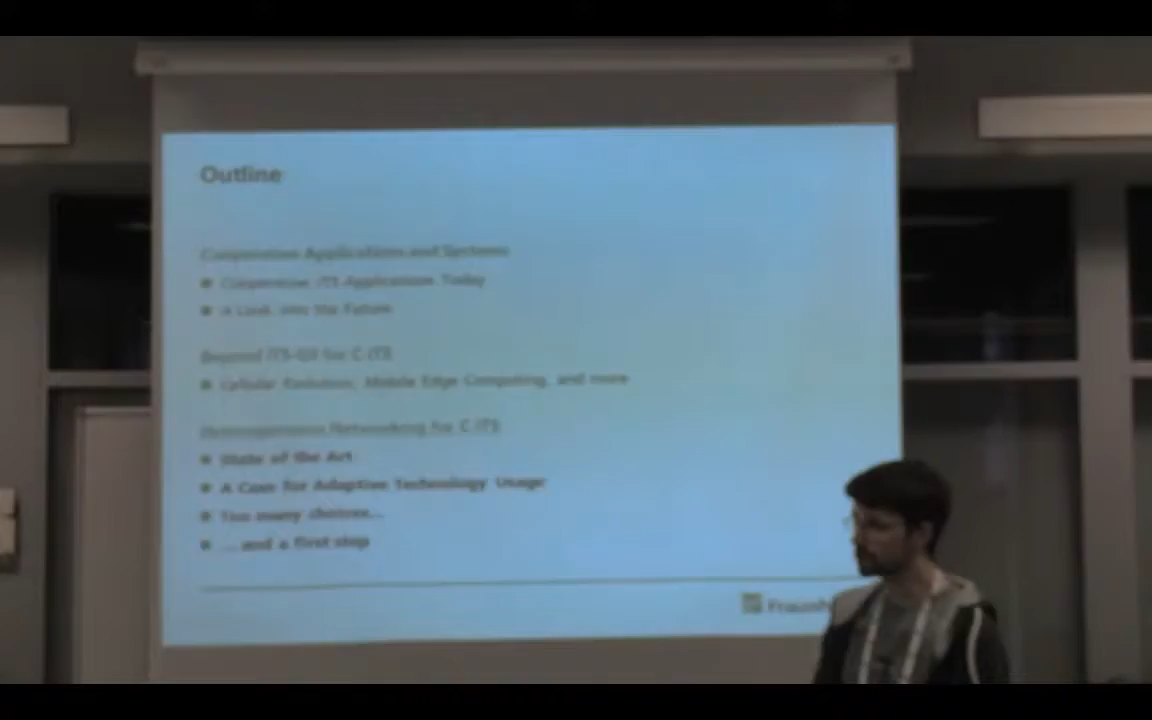 Outline
Cooperative Applications and Systems
Cooperative ITS Applications Today
A Look into the Future
Beyond ITS-G5 for C-ITS
Cellular Evolution, Mobile Edge Computing, and more
Heterogeneous Networking for C-ITS
State of the Art
A Case for Adaptive Technology Usage
Too many choices...
... and a first step
Fraunh